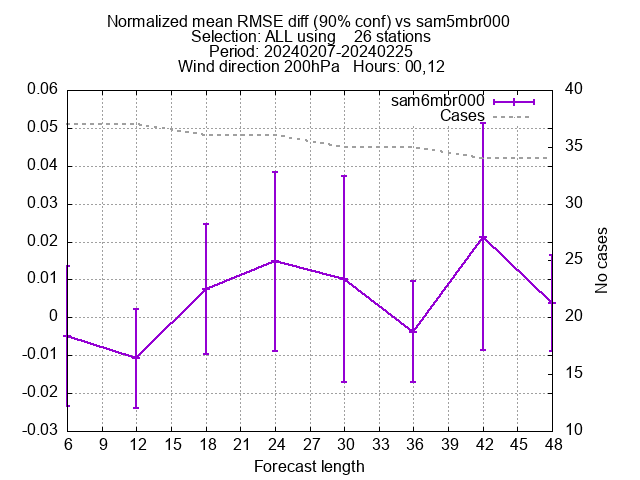 Normalized mean RMSE diff (90% conf) vs sam5mbr000
Selection: ALL using    26 stations
Period: 20240207-20240225
Wind direction 200hPa   Hours: 00,12
sam6mbr000
Cases
0.06
0.05
0.04
0.03
0.02
0.01
0
-0.01
-0.02
-0.03
40
35
30
25
20
15
10
No cases
6 12 15 18 21 24 27 30 33 36 39 42 45 48
Forecast length